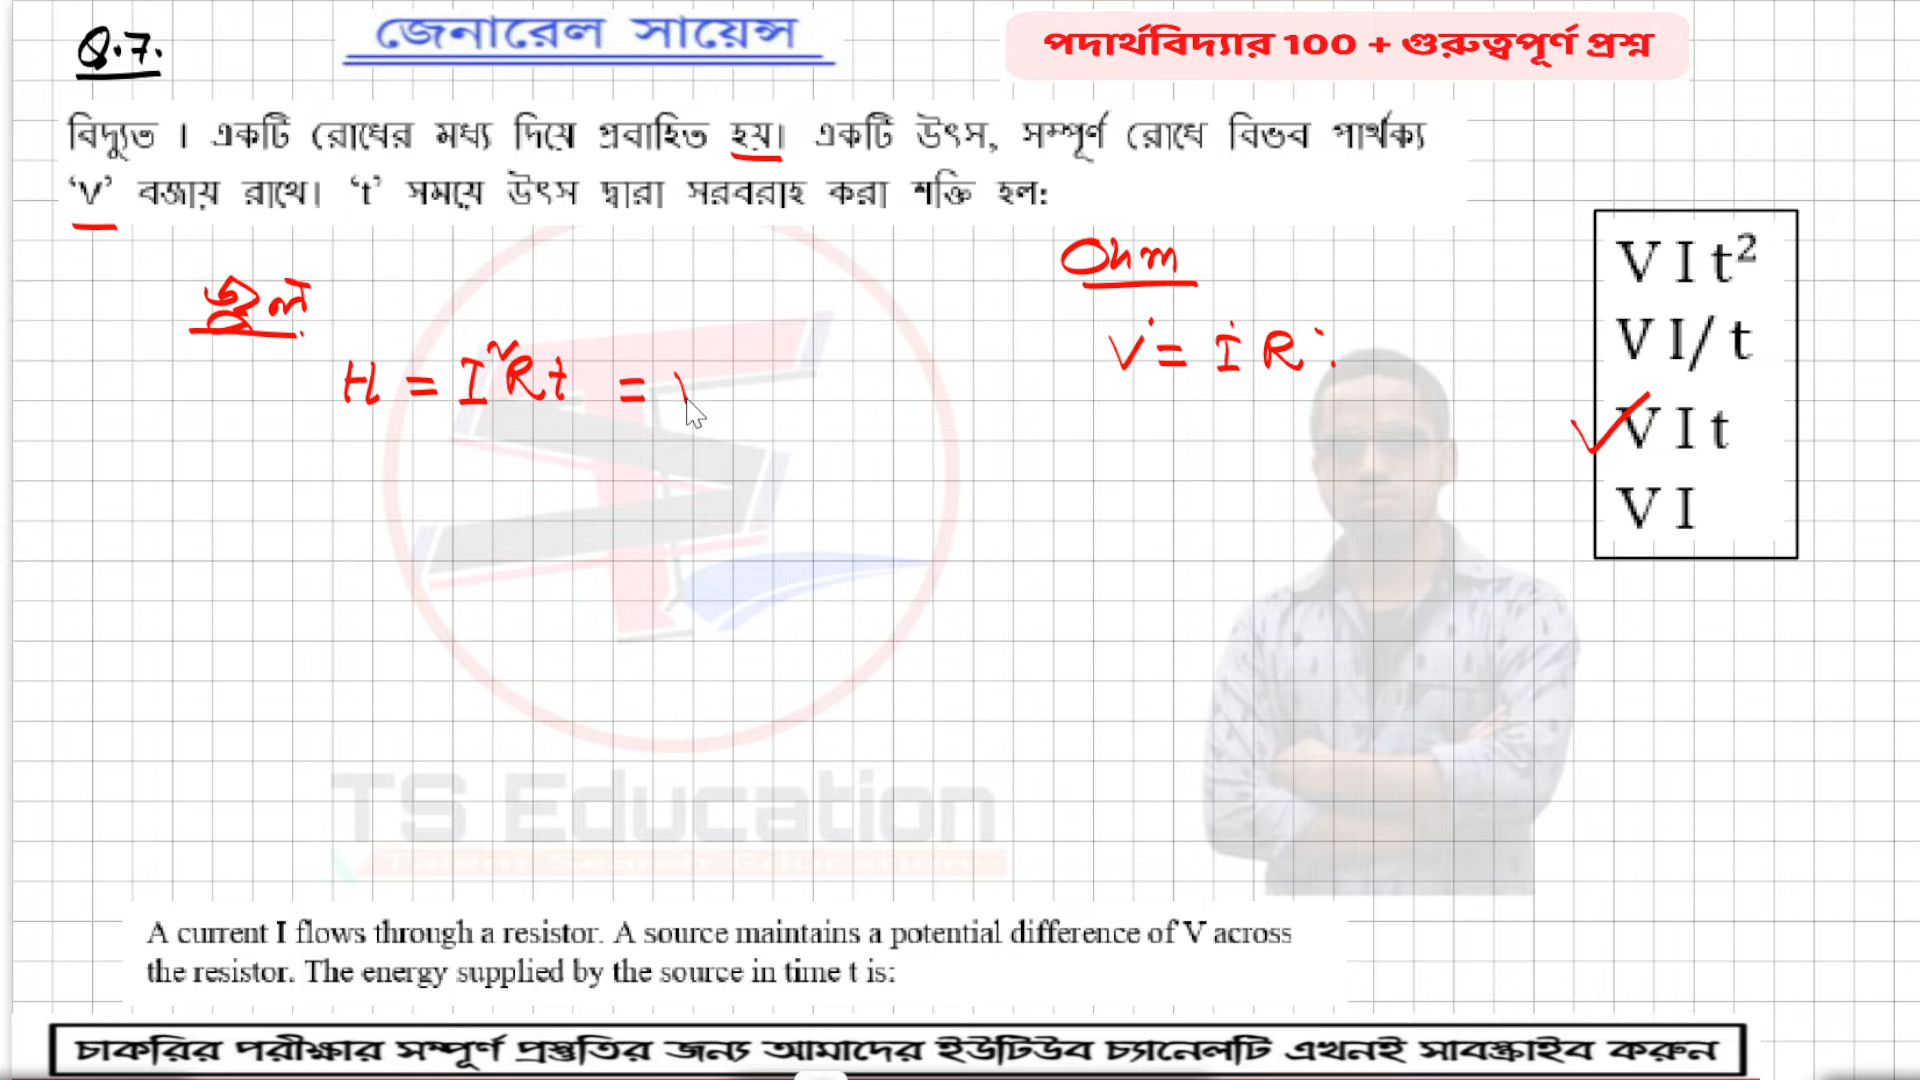 Q.7.
জেনারেল সায়েন্স
পদার্থবিদ্যার 100 + গুরুত্বপূর্ণ প্রশ্ন
বিদ্যুত । একটি রোধের মধ্য দিয়ে প্রবাহিত হয়। একটি উৎস, সম্পূর্ণ রোধে বিভব পার্থক্য
‘V’ বজায় রাখে। ‘t’ সময়ে উৎস দ্বারা সরবরাহ করা শক্তি হল:
V I t²
V I/ t
V I t
V I
জুল
H = I²Rt =
Ohm
V = I R
TS Education
A current I flows through a resistor. A source maintains a potential difference of V across
the resistor. The energy supplied by the source in time t is:
চাকরির পরীক্ষার সম্পূর্ণ প্রস্তুতির জন্য আমাদের ইউটিউব চ্যানেলটি এখনই সাবস্ক্রাইব করুন